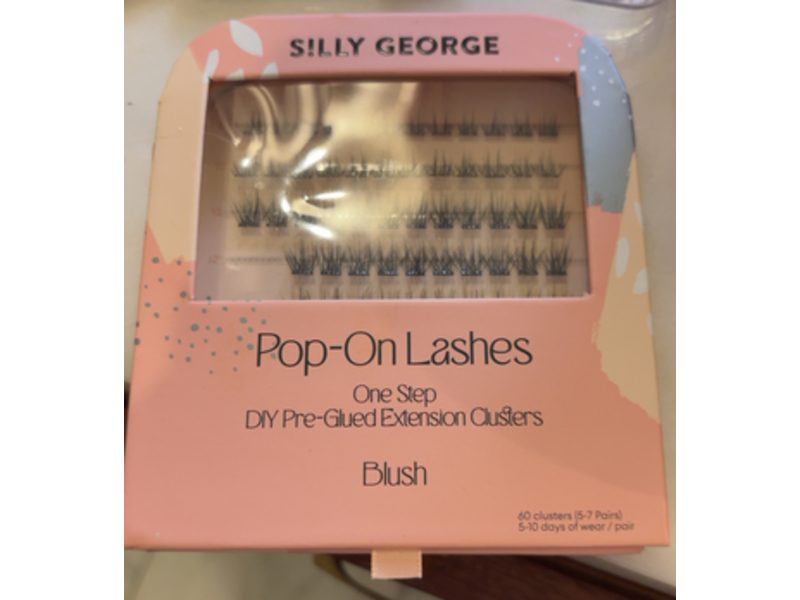 S!LLY GEORGE
Pop-On Lashes
One Step
DIY Pre-Glued Extension Clusters
Blush
60 clusters (5-7 Pairs)
5-10 days of wear / pair